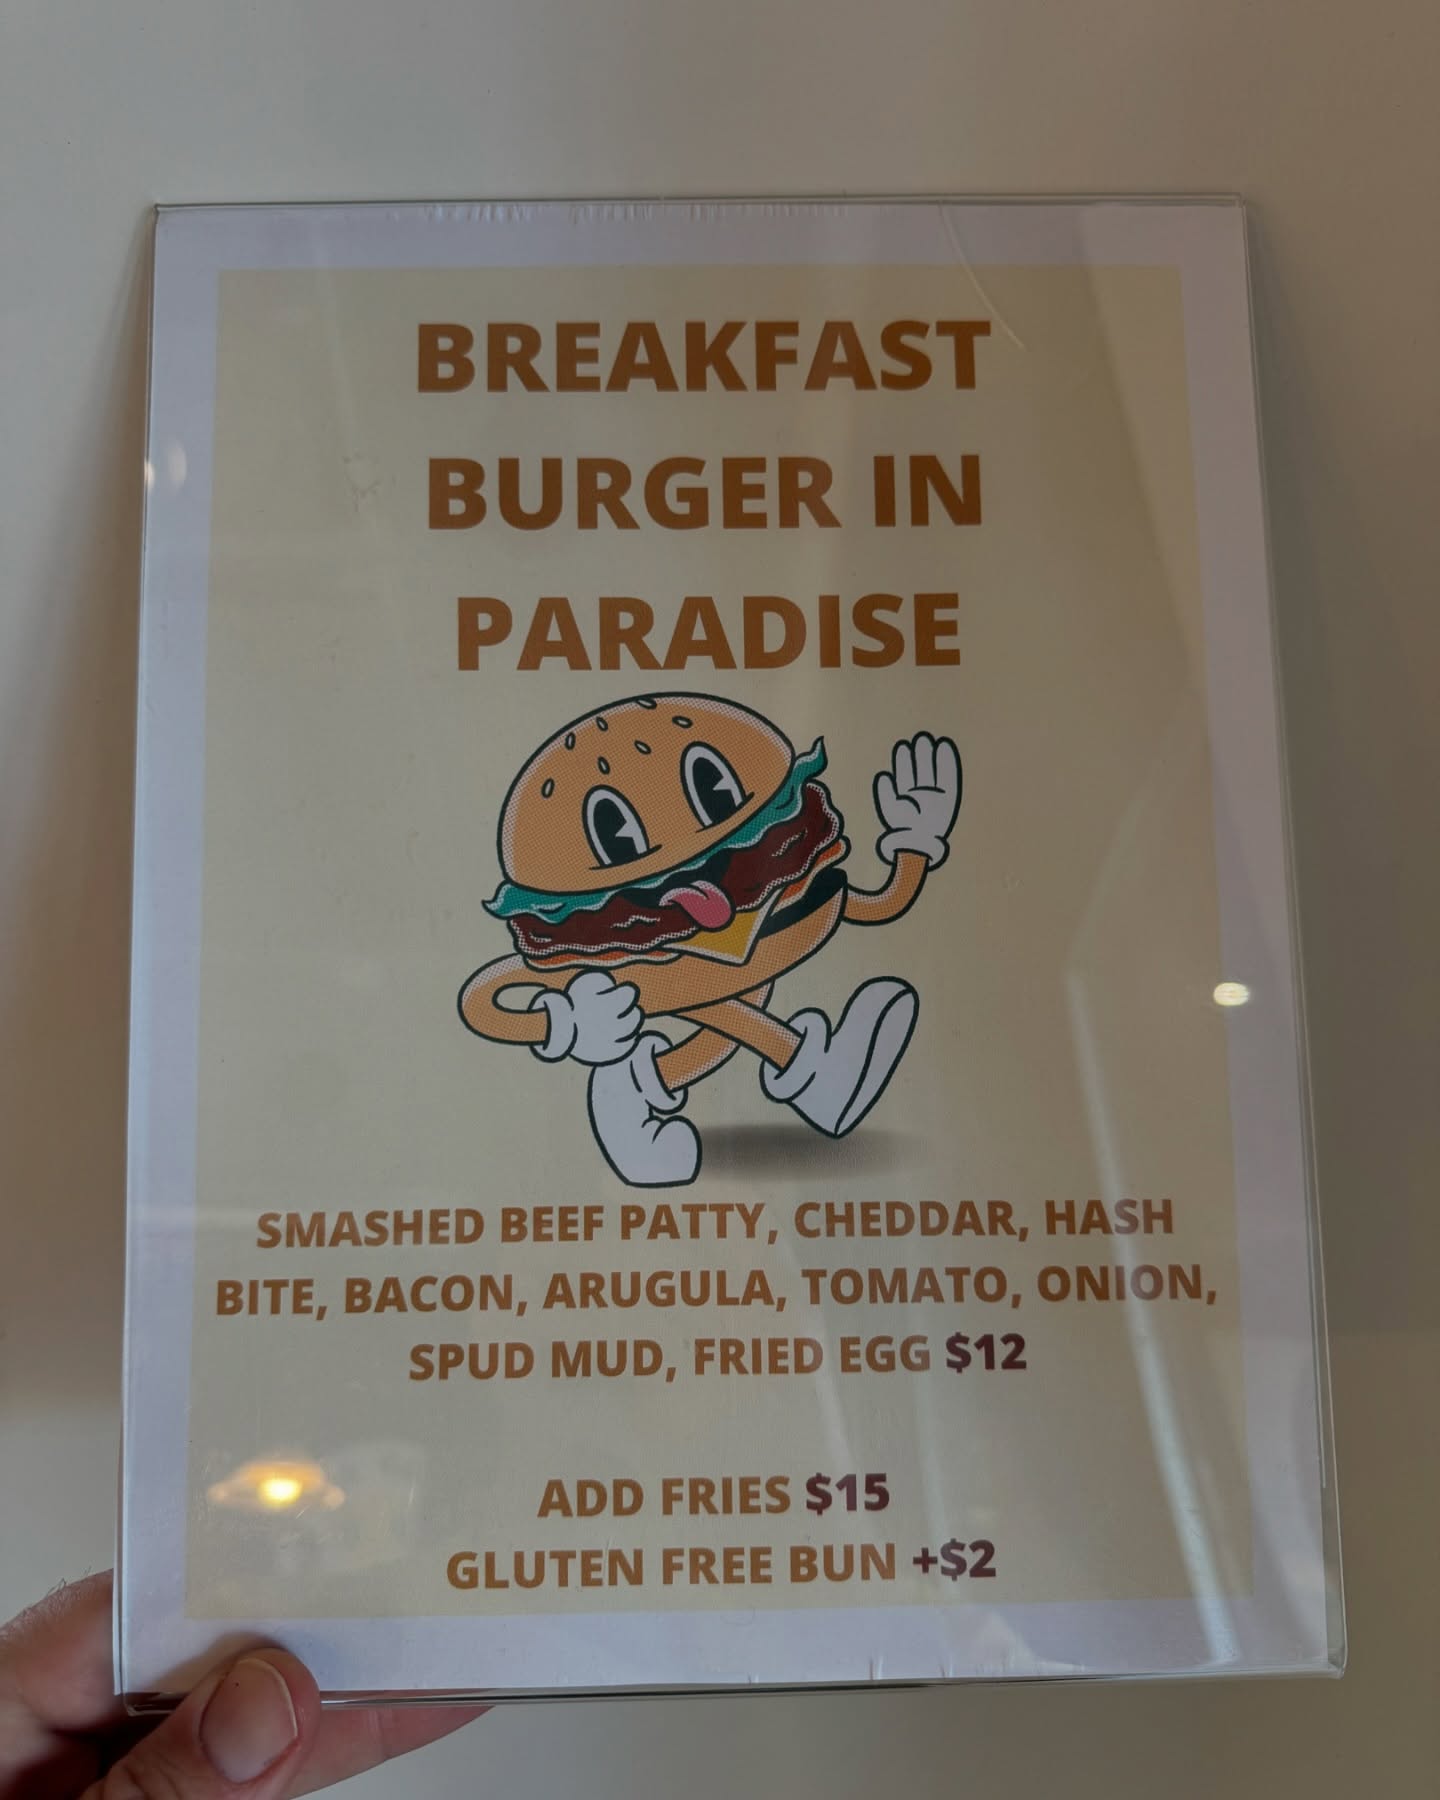 BREAKFAST
BURGER IN
PARADISE
SMASHED BEEF PATTY, CHEDDAR, HASH
BITE, BACON, ARUGULA, TOMATO, ONION,
SPUD MUD, FRIED EGG $12
ADD FRIES $15
GLUTEN FREE BUN +$2